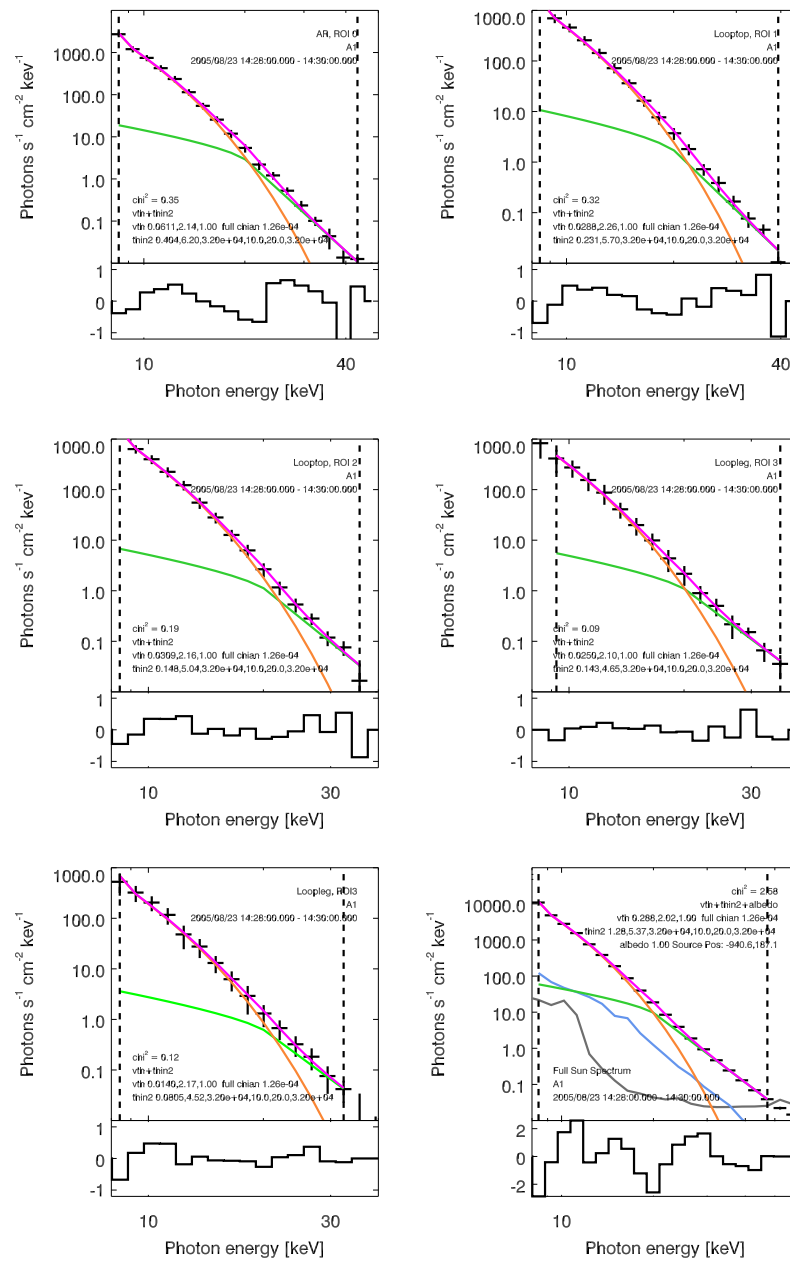 AR, ROI 0
A1
2005/08/23 14:28:00.000 - 14:30:00.000
chi² = 0.35
vth+thin2
vth 0.0611,2.14,1.00 full chian 1.26e-04
thin2 0.404,6.20,3.20e+04,10.0,20.0,3.20e+04
1000.0
100.0
10.0
1.0
0.1
Photons s⁻¹ cm⁻² keV⁻¹
1
0
-1
10
40
Photon energy [keV]
Looptop, ROI 1
A1
2005/08/23 14:28:00.000 - 14:30:00.000
chi² = 0.32
vth+thin2
vth 0.0288,2.26,1.00 full chian 1.26e-04
thin2 0.231,5.70,3.20e+04,10.0,20.0,3.20e+04
1000.0
100.0
10.0
1.0
0.1
Photons s⁻¹ cm⁻² keV⁻¹
1
0
-1
10
40
Photon energy [keV]
Looptop, ROI 2
A1
2005/08/23 14:28:00.000 - 14:30:00.000
chi² = 0.19
vth+thin2
vth 0.0309,2.16,1.00 full chian 1.26e-04
thin2 0.148,5.04,3.20e+04,10.0,20.0,3.20e+04
1000.0
100.0
10.0
1.0
0.1
Photons s⁻¹ cm⁻² keV⁻¹
1
0
-1
10
30
Photon energy [keV]
Loopleg, ROI 3
A1
2005/08/23 14:28:00.000 - 14:30:00.000
chi² = 0.09
vth+thin2
vth 0.0250,2.10,1.00 full chian 1.26e-04
thin2 0.143,4.65,3.20e+04,10.0,20.0,3.20e+04
1000.0
100.0
10.0
1.0
0.1
Photons s⁻¹ cm⁻² keV⁻¹
1
0
-1
10
30
Photon energy [keV]
Loopleg, ROI3
A1
2005/08/23 14:28:00.000 - 14:30:00.000
chi² = 0.12
vth+thin2
vth 0.0140,2.17,1.00 full chian 1.26e-04
thin2 0.0805,4.52,3.20e+04,10.0,20.0,3.20e+04
1000.0
100.0
10.0
1.0
0.1
Photons s⁻¹ cm⁻² keV⁻¹
1
0
-1
10
30
Photon energy [keV]
chi² = 2.58
vth+thin2+albedo
vth 0.288,2.02,1.00 full chian 1.26e-04
thin2 1.28,5.37,3.20e+04,10.0,20.0,3.20e+04
albedo 1.00 Source Pos: -940.6,187.1
Full Sun Spectrum
A1
2005/08/23 14:28:00.000 - 14:30:00.000
10000.0
1000.0
100.0
10.0
1.0
0.1
Photons s⁻¹ cm⁻² keV⁻¹
2
0
-2
10
Photon energy [keV]